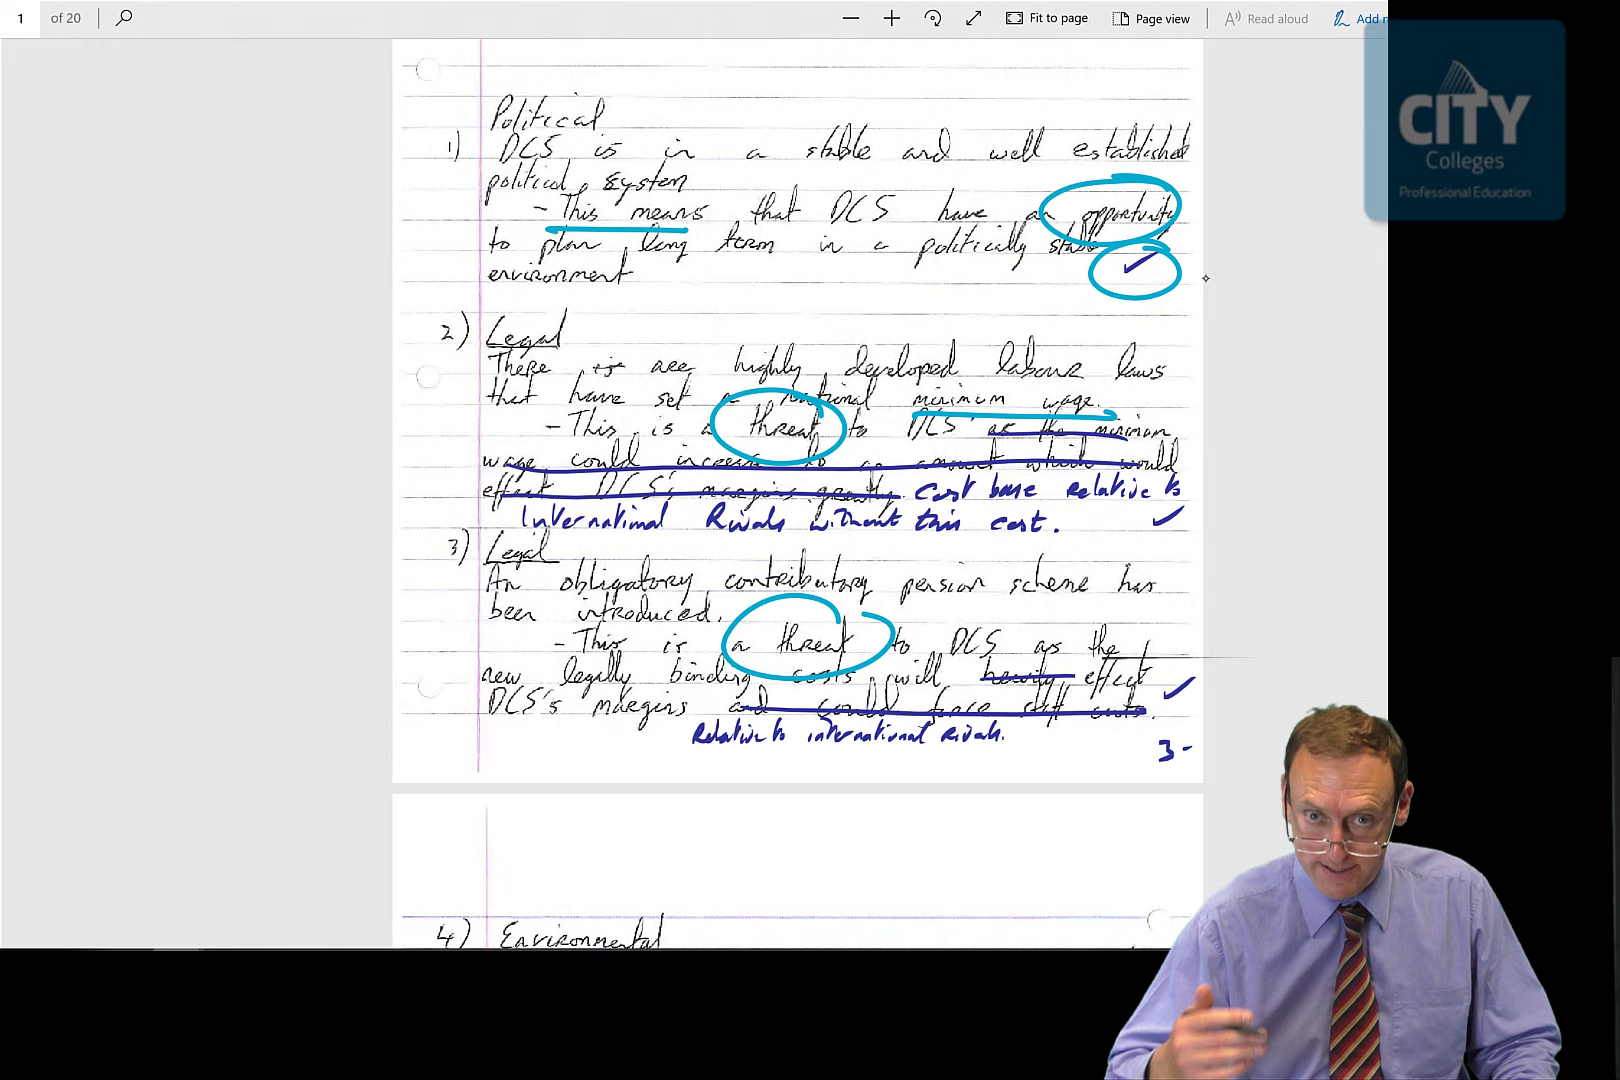 1 of 20 Fit to page Page view Read aloud Add
CITY
Colleges
Professional Education
Political
1) DCS is in a stable and well established
political system
- This means that DCS have an opportunity
to plan long term in a politically stable
environment
2) Legal
There is are highly developed labour laws
that have set a national minimum wage.
- This is a threat to DCS as the minimum
wage could increase to an amount which would
effect DCS's margins greatly cost base relative to
International Rivals without this cost.
3) Legal
An obligatory contributory pension scheme has
been introduced.
- This is a threat to DCS as the
new legally binding costs will heavily effect
DCS's margins and could force staff cuts.
Relative to international rivals.
3-
4) Environmental